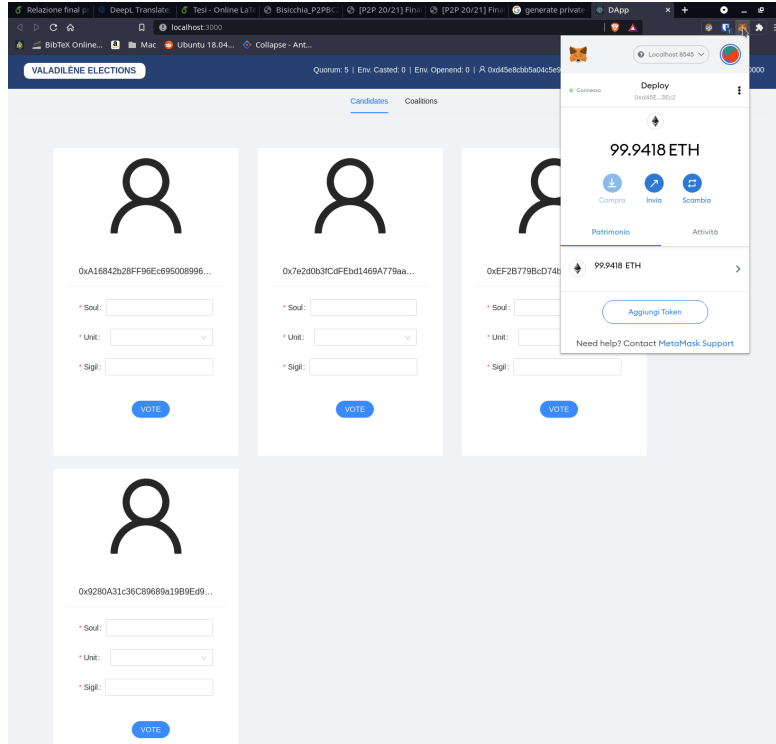 Relazione final pr
DeepL Translate:
Tesi - Online LaTe
Bisicchia_P2PBC:
[P2P 20/21] Fina
[P2P 20/21] Fina
generate private
DApp
localhost:3000
BibTeX Online...
Mac
Ubuntu 18.04...
Collapse - Ant...
VALADILÈNE ELECTIONS
Quorum: 5 | Env. Casted: 0 | Env. Openend: 0 | 0xd45e8cbb5a04c5e9
0000
Candidates Coalitions
0xA16842b28FF96Ec695008996...
* Soul:
* Unit:
* Sigil:
VOTE
0x7e2d0b3fCdFEbd1469A779aa...
* Soul:
* Unit:
* Sigil:
VOTE
0xEF2B779BcD74b
* Soul:
* Unit:
* Sigil:
VOTE
0x9280A31c36C89689a19B9Ed9...
* Soul:
* Unit:
* Sigil:
VOTE
Localhost 8545
Connesso
Deploy
0xd45E...3Ec2
99.9418 ETH
Compra Invia Scambia
Patrimonio Attività
99.9418 ETH
Aggiungi Token
Need help? Contact MetaMask Support